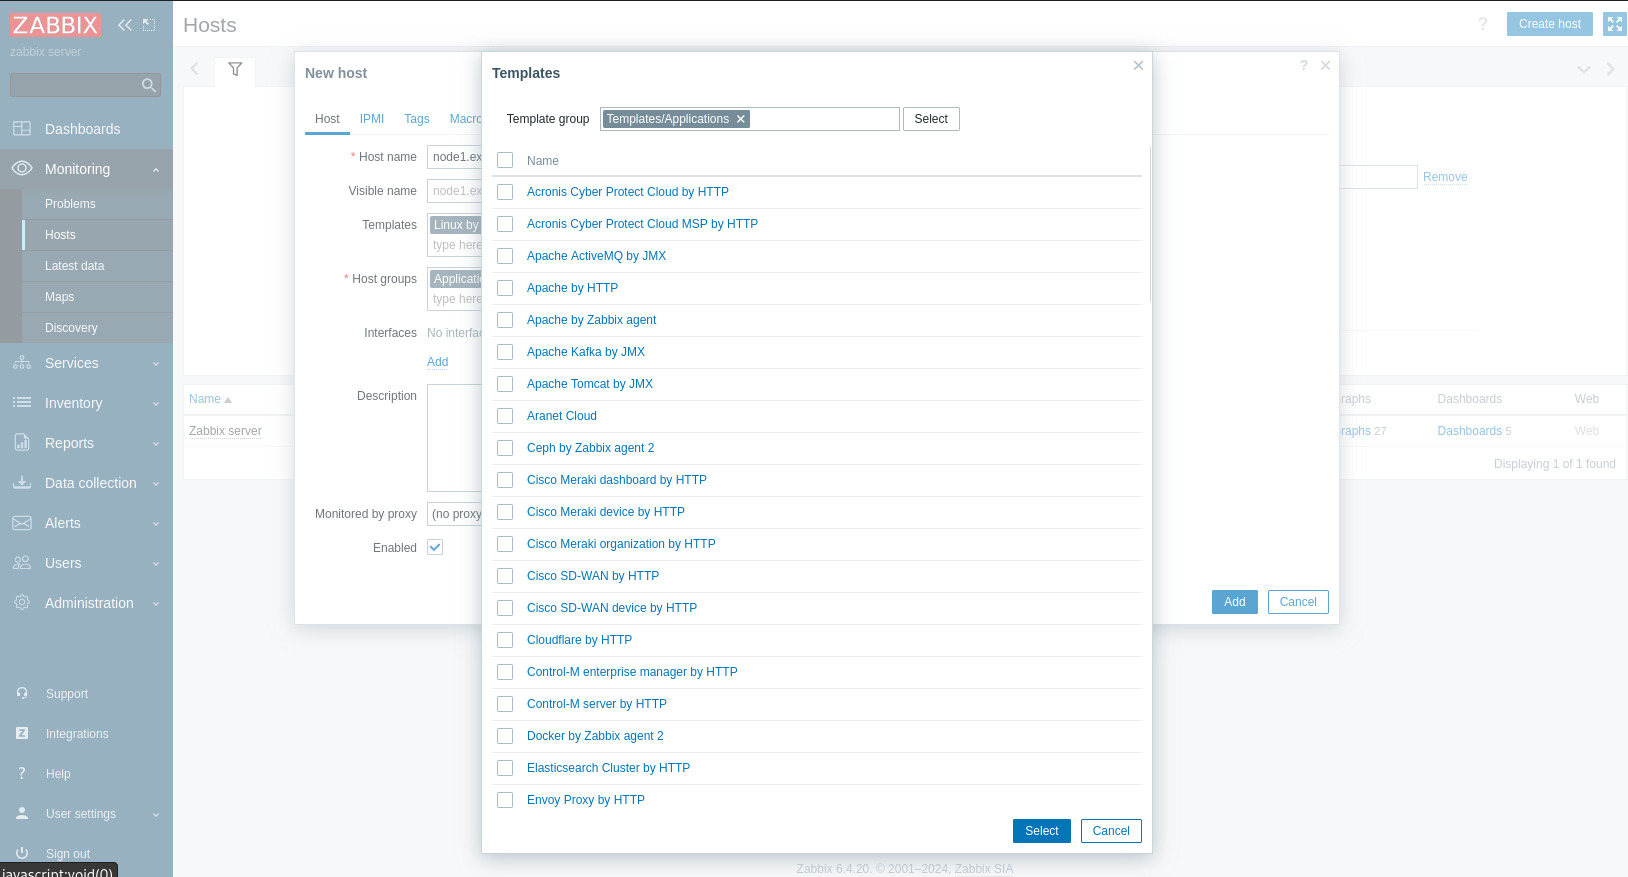 ZABBIX
zabbix server
Dashboards
Monitoring
Problems
Hosts
Latest data
Maps
Discovery
Services
Inventory
Reports
Data collection
Alerts
Users
Administration
Support
Integrations
Help
User settings
Sign out
javascript:void(0)
Hosts
? Create host
New host
Host IPMI Tags Macro
* Host name node1.ex
Visible name node1.ex
Templates Linux by
type here
* Host groups Applicatio
type here
Interfaces No interfac
Add
Description
Monitored by proxy (no proxy
Enabled
? 
Remove
Add Cancel
Templates
Template group Templates/Applications Select
Name
Acronis Cyber Protect Cloud by HTTP
Acronis Cyber Protect Cloud MSP by HTTP
Apache ActiveMQ by JMX
Apache by HTTP
Apache by Zabbix agent
Apache Kafka by JMX
Apache Tomcat by JMX
Aranet Cloud
Ceph by Zabbix agent 2
Cisco Meraki dashboard by HTTP
Cisco Meraki device by HTTP
Cisco Meraki organization by HTTP
Cisco SD-WAN by HTTP
Cisco SD-WAN device by HTTP
Cloudflare by HTTP
Control-M enterprise manager by HTTP
Control-M server by HTTP
Docker by Zabbix agent 2
Elasticsearch Cluster by HTTP
Envoy Proxy by HTTP
Select Cancel
Name raphs Dashboards Web
Zabbix server raphs 27 Dashboards 5 Web
Displaying 1 of 1 found
Zabbix 6.4.20. © 2001–2024, Zabbix SIA